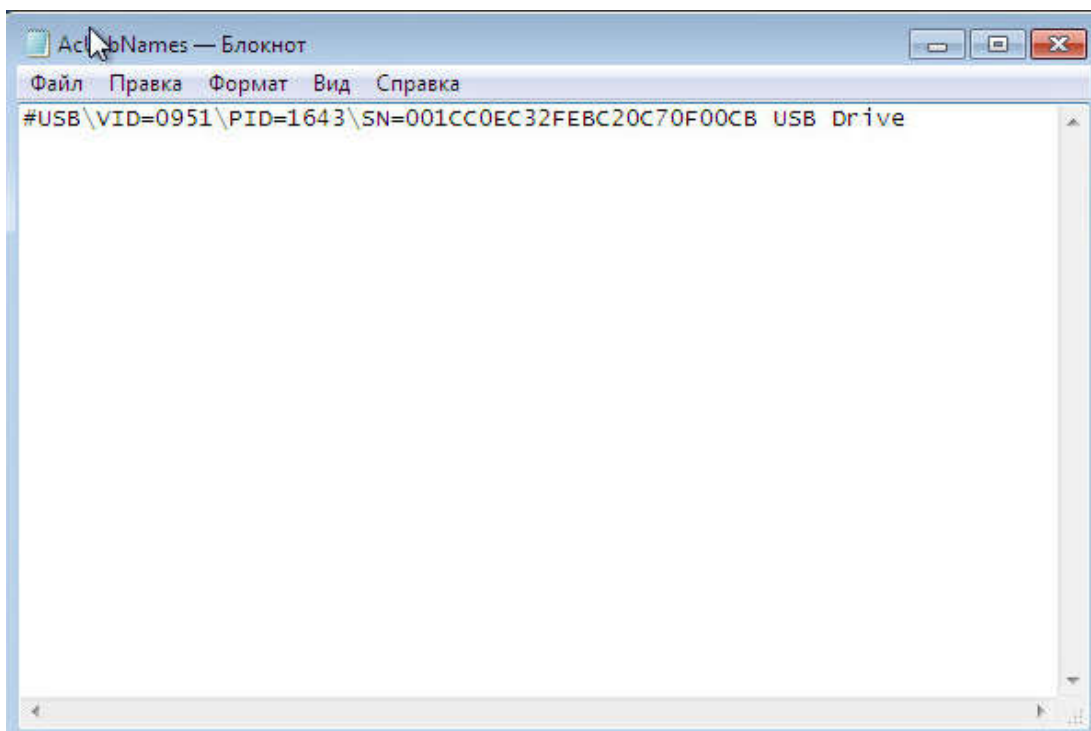 — Блокнот
Файл Правка Формат Вид Справка
#USB\VID=0951\PID=1643\SN=001CC0EC32FEBC20C70F00CB USB Drive